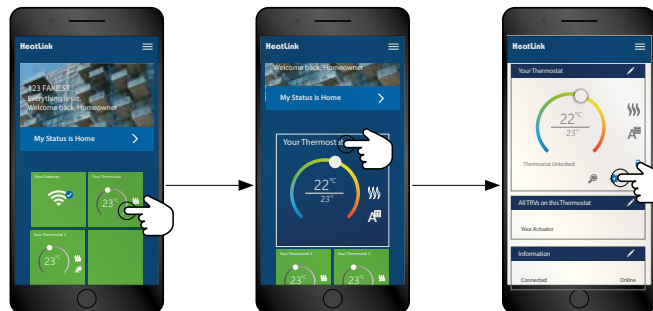 HeatLink
123 FAKE ST
Everything is set.
Welcome back, Homeowner
My Status is Home
Your Gateway
Your Thermostat
23°C
Your Thermostat 2
23°C
HeatLink
Welcome back, Homeowner
My Status is Home
Your Thermostat
22°C
23°C
A
Your Thermostat 2
Your Thermostat 3
23°C
23°C
HeatLink
Your Thermostat
22°C
23°C
A
Thermostat Unlocked
All TRVs on this Thermostat
Your Actuator
Information
Connected
Online